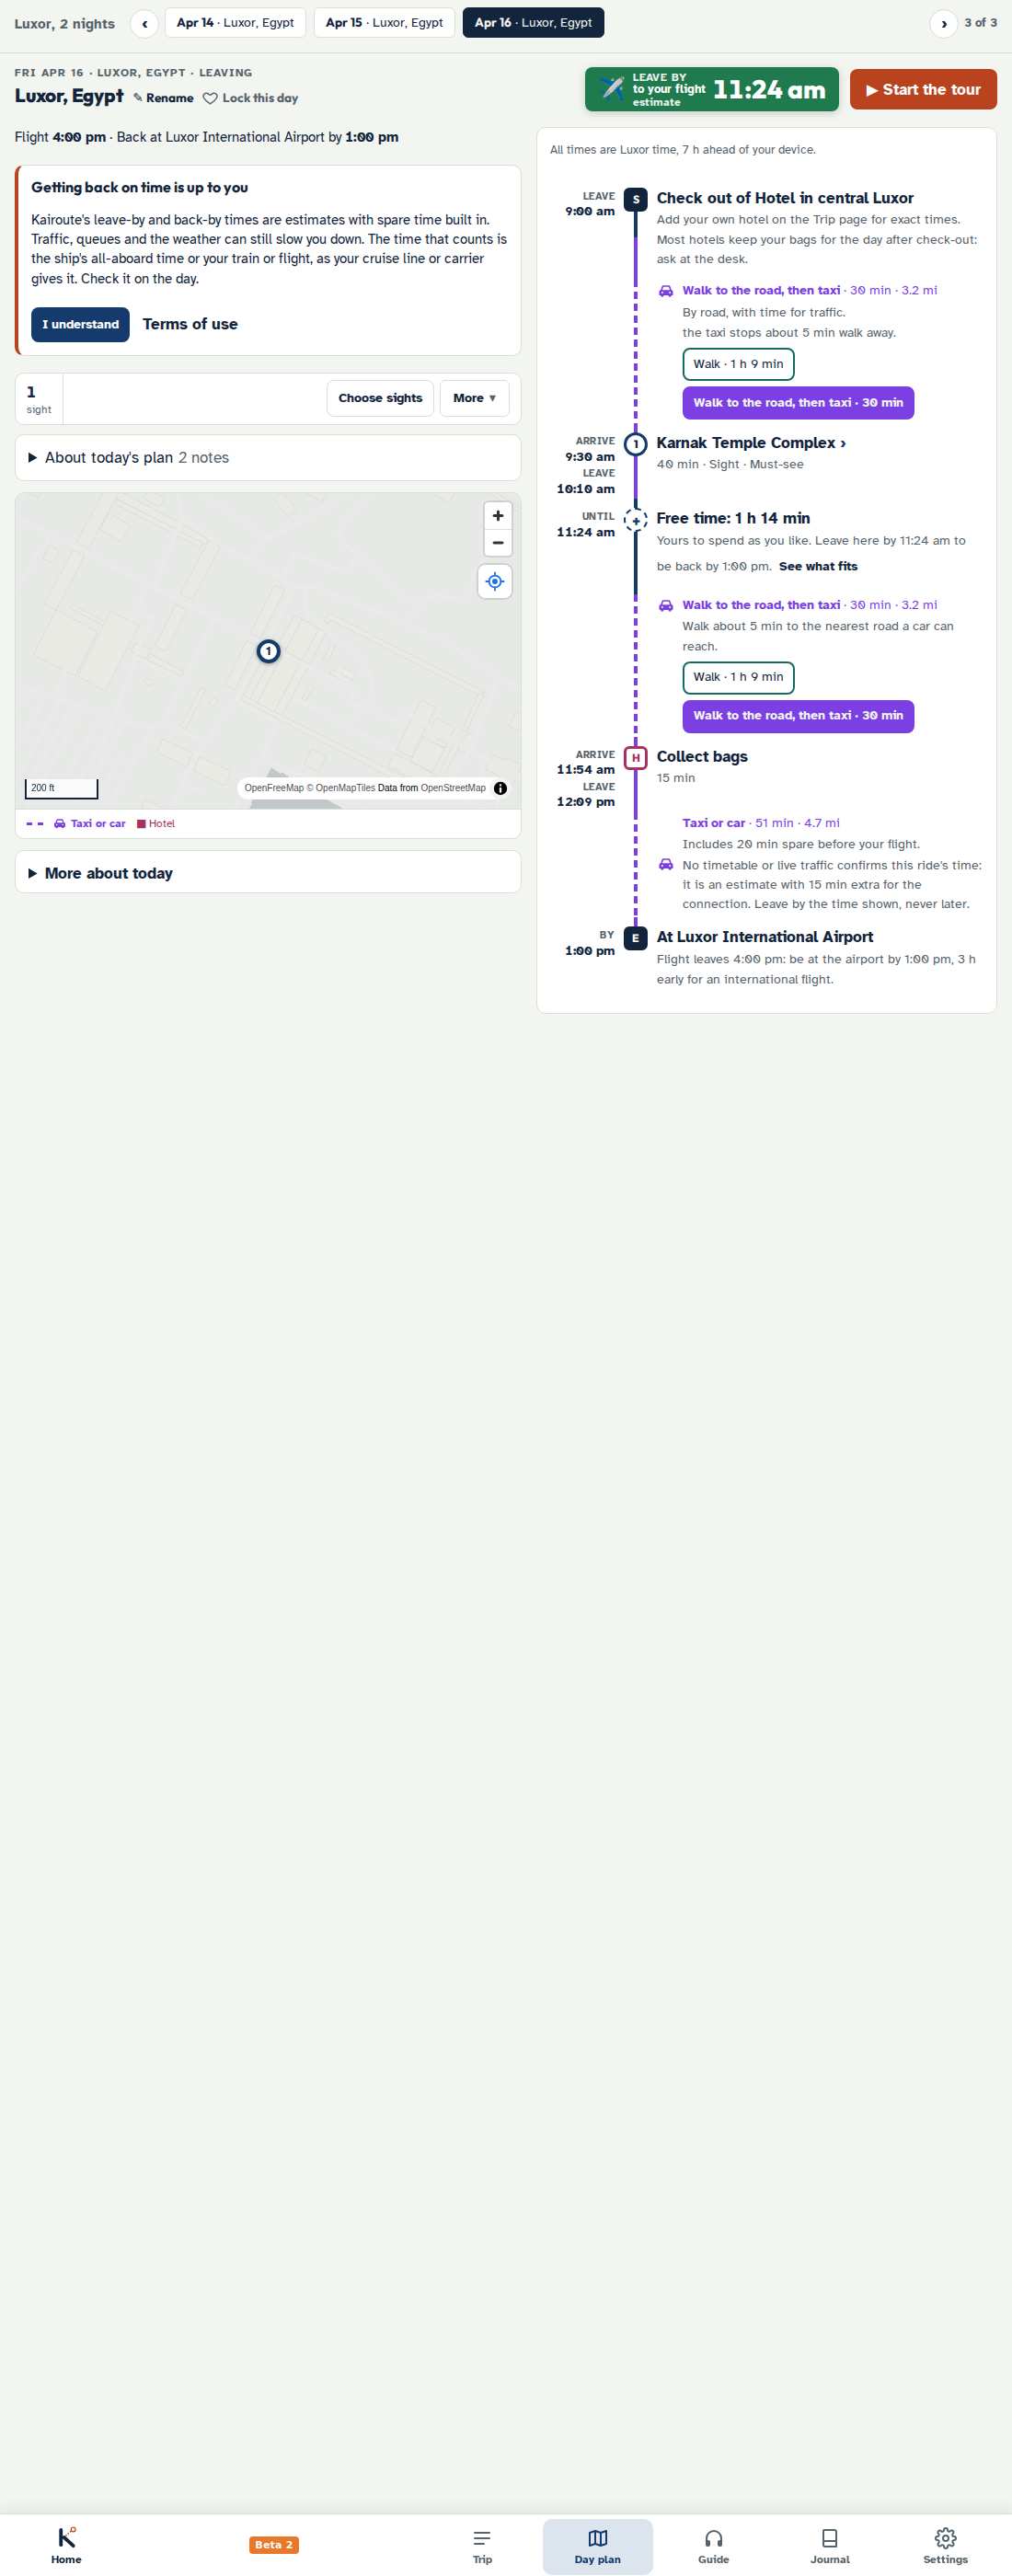 Luxor, 2 nights
‹
Apr 14 · Luxor, Egypt
Apr 15 · Luxor, Egypt
Apr 16 · Luxor, Egypt
›
3 of 3
FRI APR 16 · LUXOR, EGYPT · LEAVING
Luxor, Egypt
✎ Rename
Lock this day
LEAVE BY
to your flight
estimate
11:24 am
▶ Start the tour
Flight 4:00 pm · Back at Luxor International Airport by 1:00 pm
Getting back on time is up to you
Kairoute's leave-by and back-by times are estimates with spare time built in.
Traffic, queues and the weather can still slow you down. The time that counts is
the ship's all-aboard time or your train or flight, as your cruise line or carrier
gives it. Check it on the day.
I understand
Terms of use
1
sight
Choose sights
More ▼
▶ About today's plan 2 notes
+
−
1
200 ft
OpenFreeMap © OpenMapTiles Data from OpenStreetMap
Taxi or car
Hotel
▶ More about today
All times are Luxor time, 7 h ahead of your device.
LEAVE
9:00 am
S
Check out of Hotel in central Luxor
Add your own hotel on the Trip page for exact times.
Most hotels keep your bags for the day after check-out:
ask at the desk.
Walk to the road, then taxi · 30 min · 3.2 mi
By road, with time for traffic.
the taxi stops about 5 min walk away.
Walk · 1 h 9 min
Walk to the road, then taxi · 30 min
ARRIVE
9:30 am
LEAVE
10:10 am
1
Karnak Temple Complex ›
40 min · Sight · Must-see
UNTIL
11:24 am
+
Free time: 1 h 14 min
Yours to spend as you like. Leave here by 11:24 am to
be back by 1:00 pm. See what fits
Walk to the road, then taxi · 30 min · 3.2 mi
Walk about 5 min to the nearest road a car can
reach.
Walk · 1 h 9 min
Walk to the road, then taxi · 30 min
ARRIVE
11:54 am
LEAVE
12:09 pm
H
Collect bags
15 min
Taxi or car · 51 min · 4.7 mi
Includes 20 min spare before your flight.
No timetable or live traffic confirms this ride's time:
it is an estimate with 15 min extra for the
connection. Leave by the time shown, never later.
BY
1:00 pm
E
At Luxor International Airport
Flight leaves 4:00 pm: be at the airport by 1:00 pm, 3 h
early for an international flight.
Home
Beta 2
Trip
Day plan
Guide
Journal
Settings